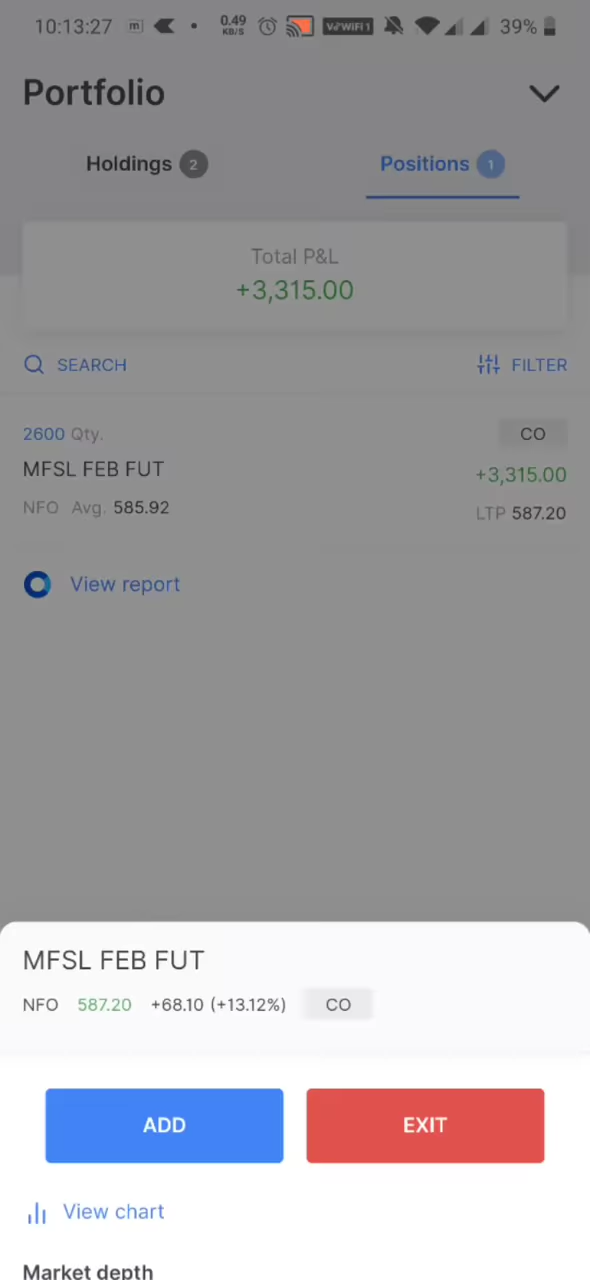 10:13:27 m 0.49 KB/S Vo WiFi 1 39%
Portfolio
Holdings 2 Positions 1
Total P&L
+3,315.00
SEARCH FILTER
2600 Qty. CO
MFSL FEB FUT +3,315.00
NFO Avg. 585.92 LTP 587.20
View report
MFSL FEB FUT
NFO 587.20 +68.10 (+13.12%) CO
ADD EXIT
View chart
Market depth